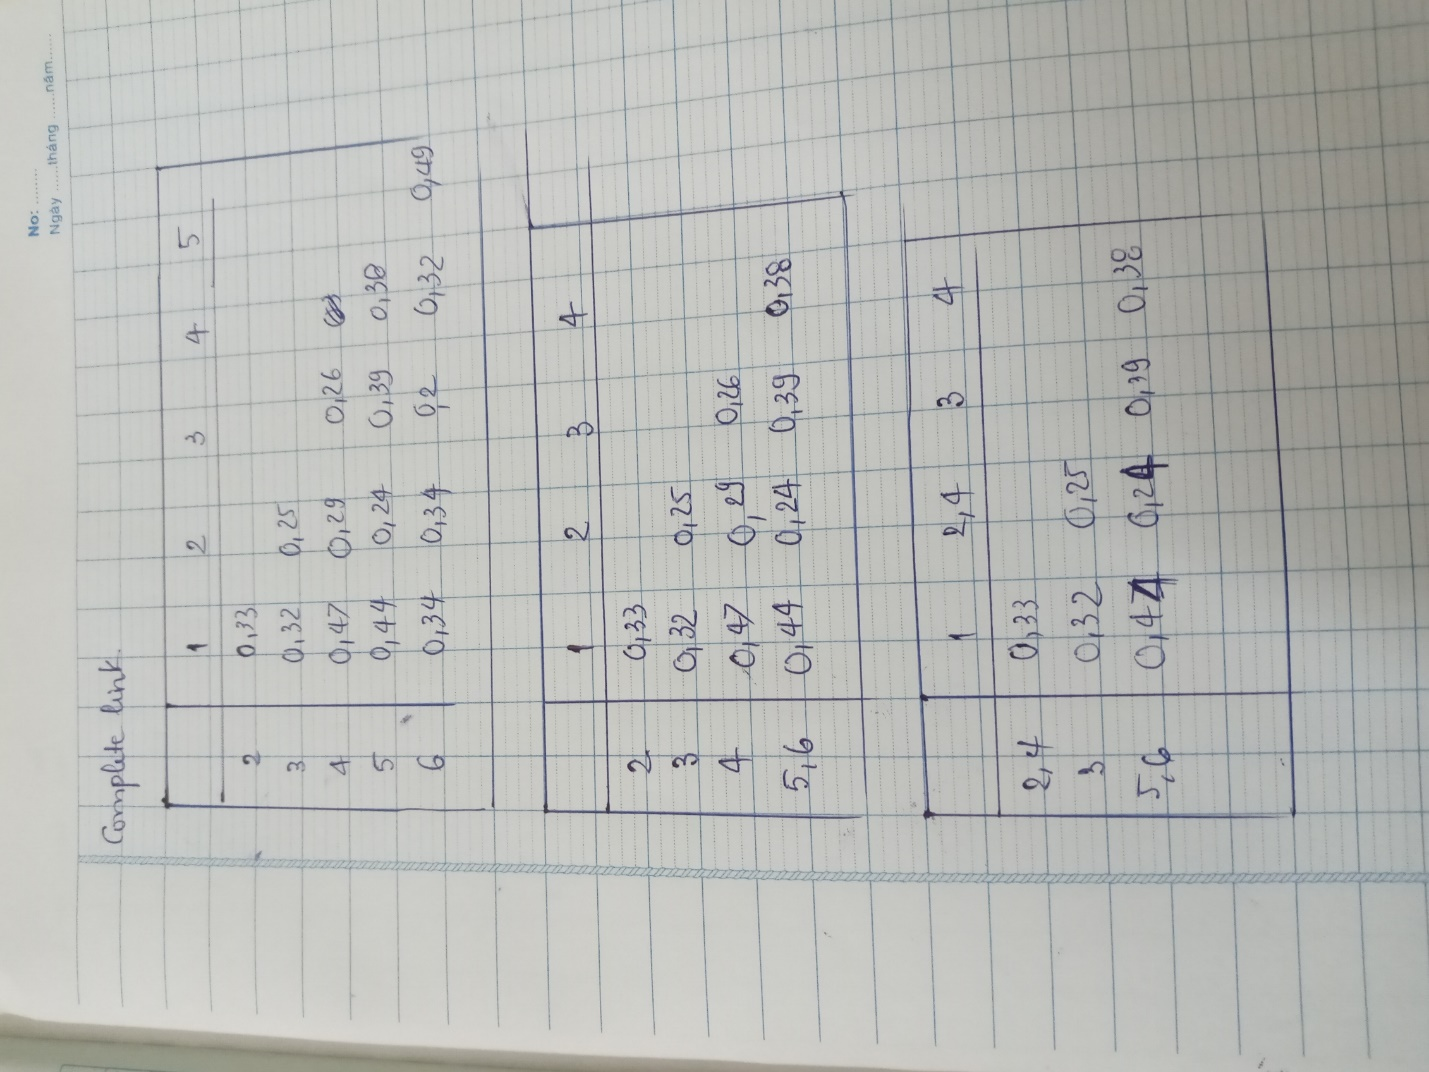 No: ........
Ngày ......tháng ......năm......
Complete link.
1 2 3 4 5
2 0,33
3 0,32 0,25
4 0,47 0,29 0,26
5 0,44 0,24 0,39 0,38
6 0,34 0,34 0,2 0,32 0,49
1 2 3 4
2 0,33
3 0,32 0,25
4 0,47 0,29 0,26
5,6 0,44 0,24 0,39 0,38
1 2,4 3 4
2,4 0,33
3 0,32 0,25
5,6 0,24 0,39 0,38